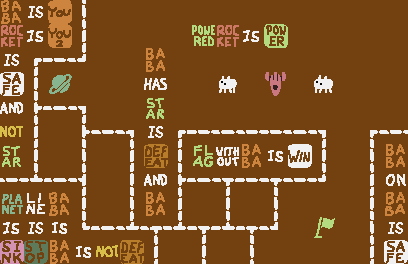 BABA IS YOU
ROCKET IS YOU2 POWERED ROCKET IS POWER
IS BABA
SAFE HAS
AND STAR
NOT IS
STAR DEFEAT FLAG WITHOUT BABA IS WIN BABA
AND ON
PLANET LINE BABA BABA BABA
IS IS IS IS
SINK STOP BABA IS NOT DEFEAT SAFE